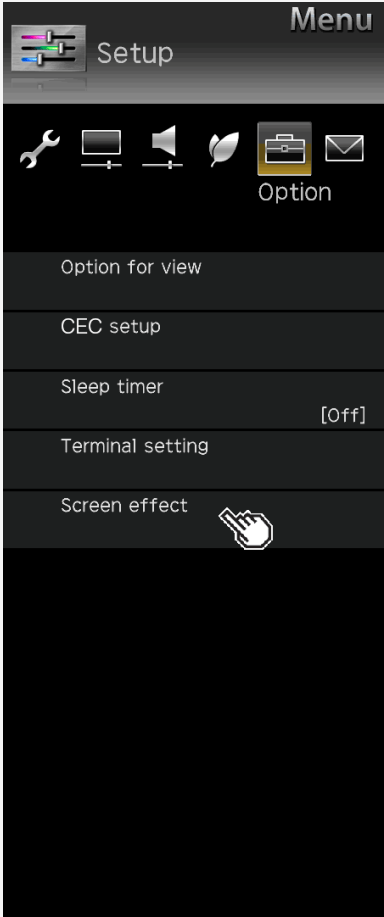 Menu
Setup
Option
Option for view
CEC setup
Sleep timer
[Off]
Terminal setting
Screen effect